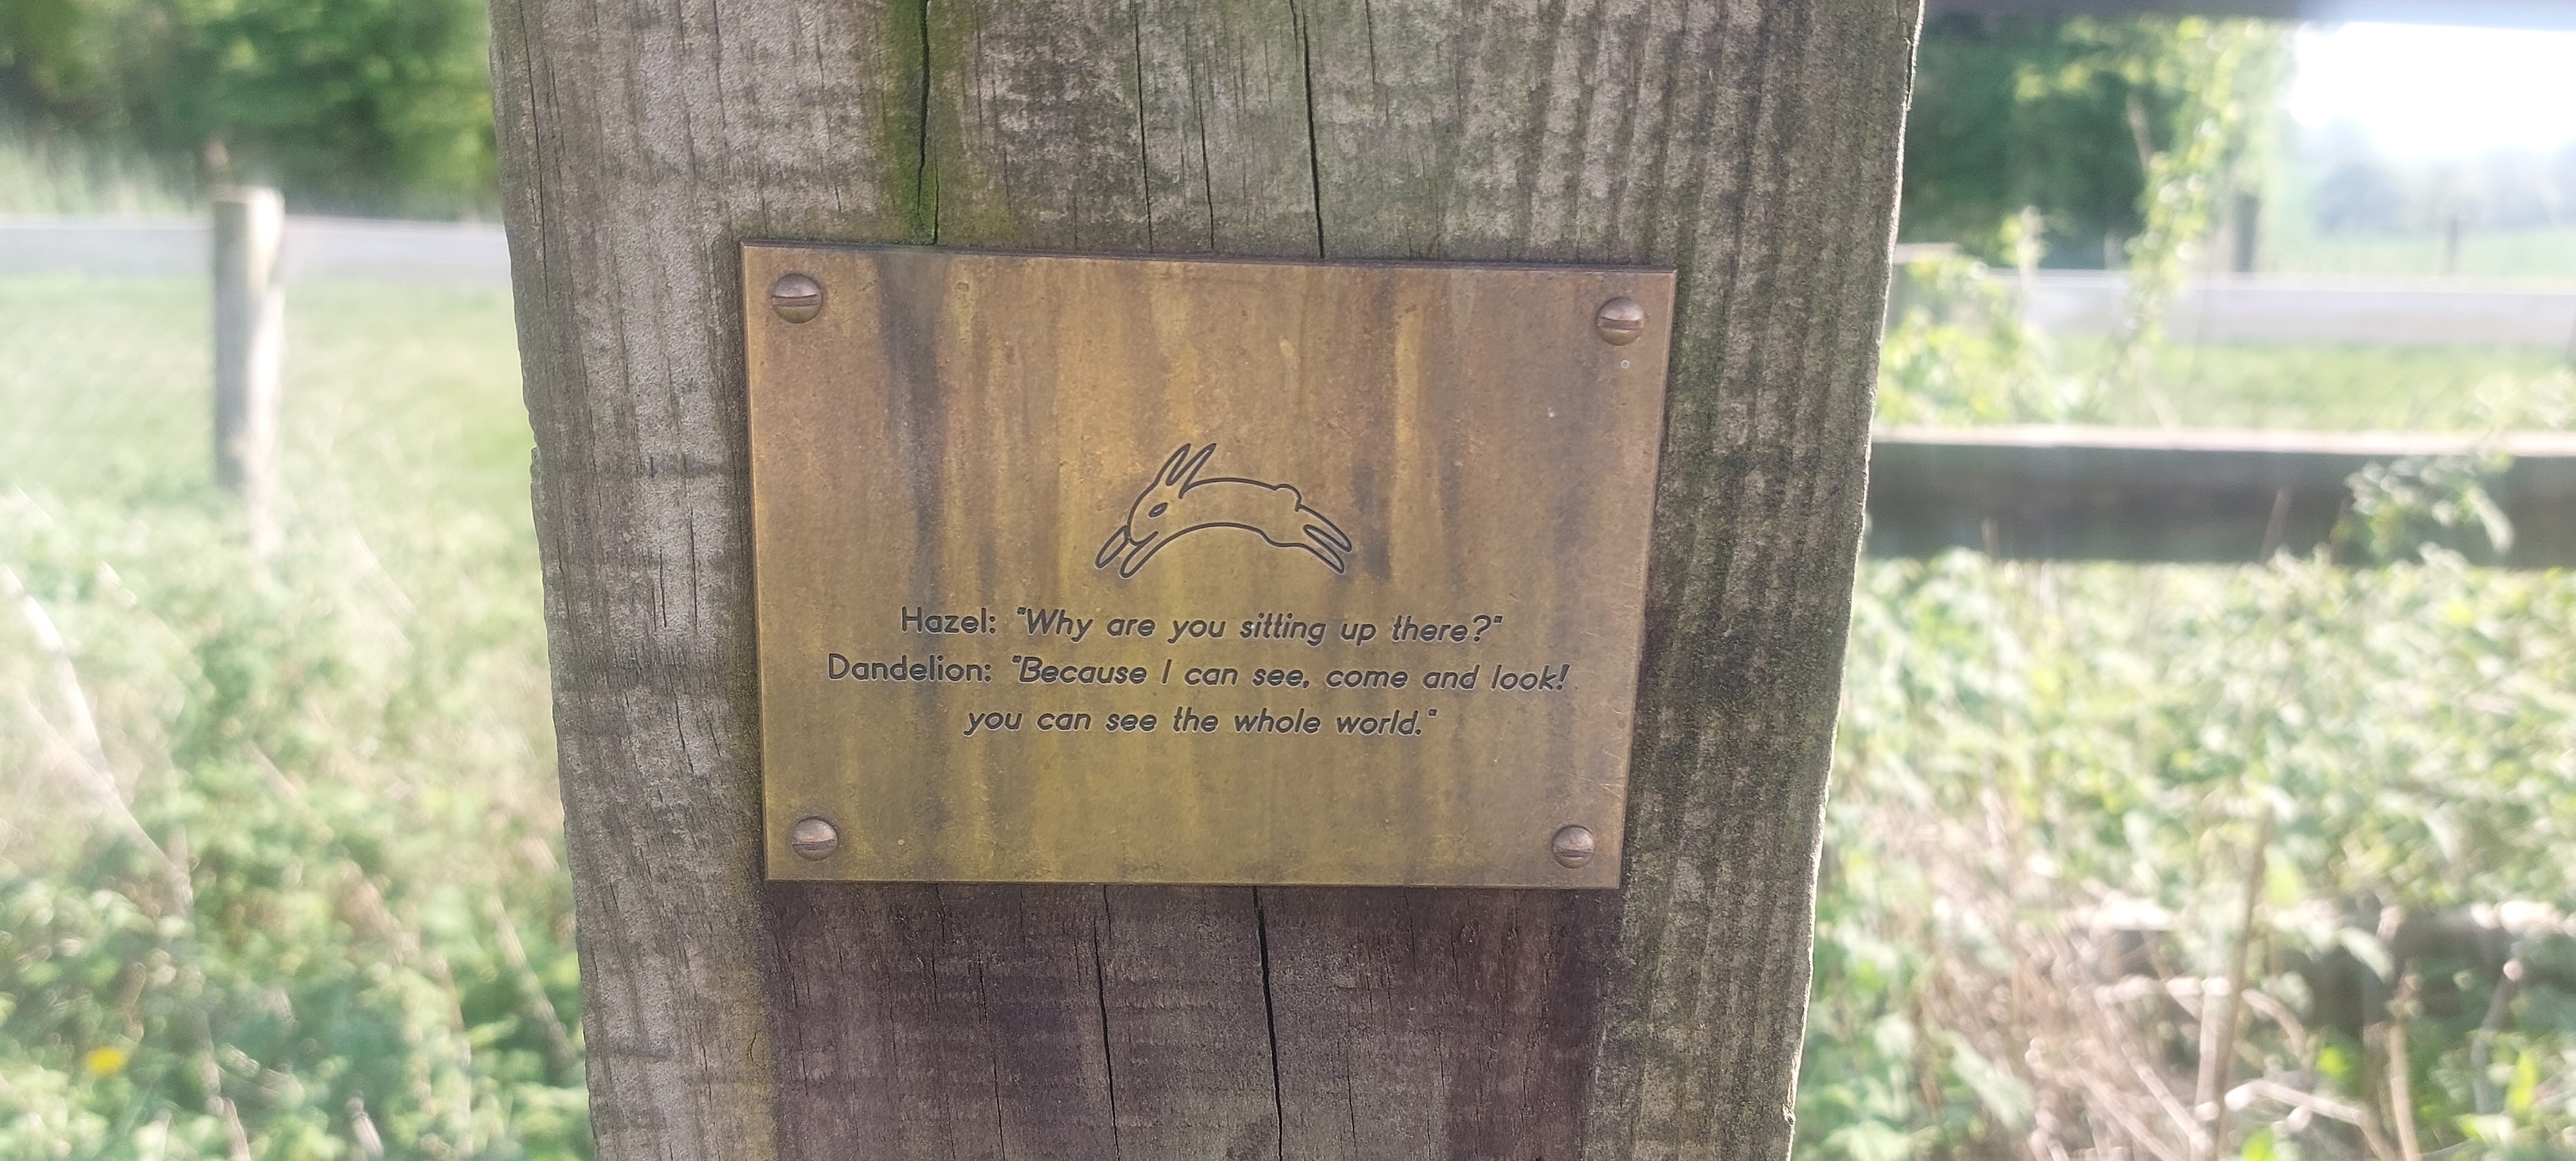 Hazel: "Why are you sitting up there?"
Dandelion: "Because I can see, come and look!
you can see the whole world."